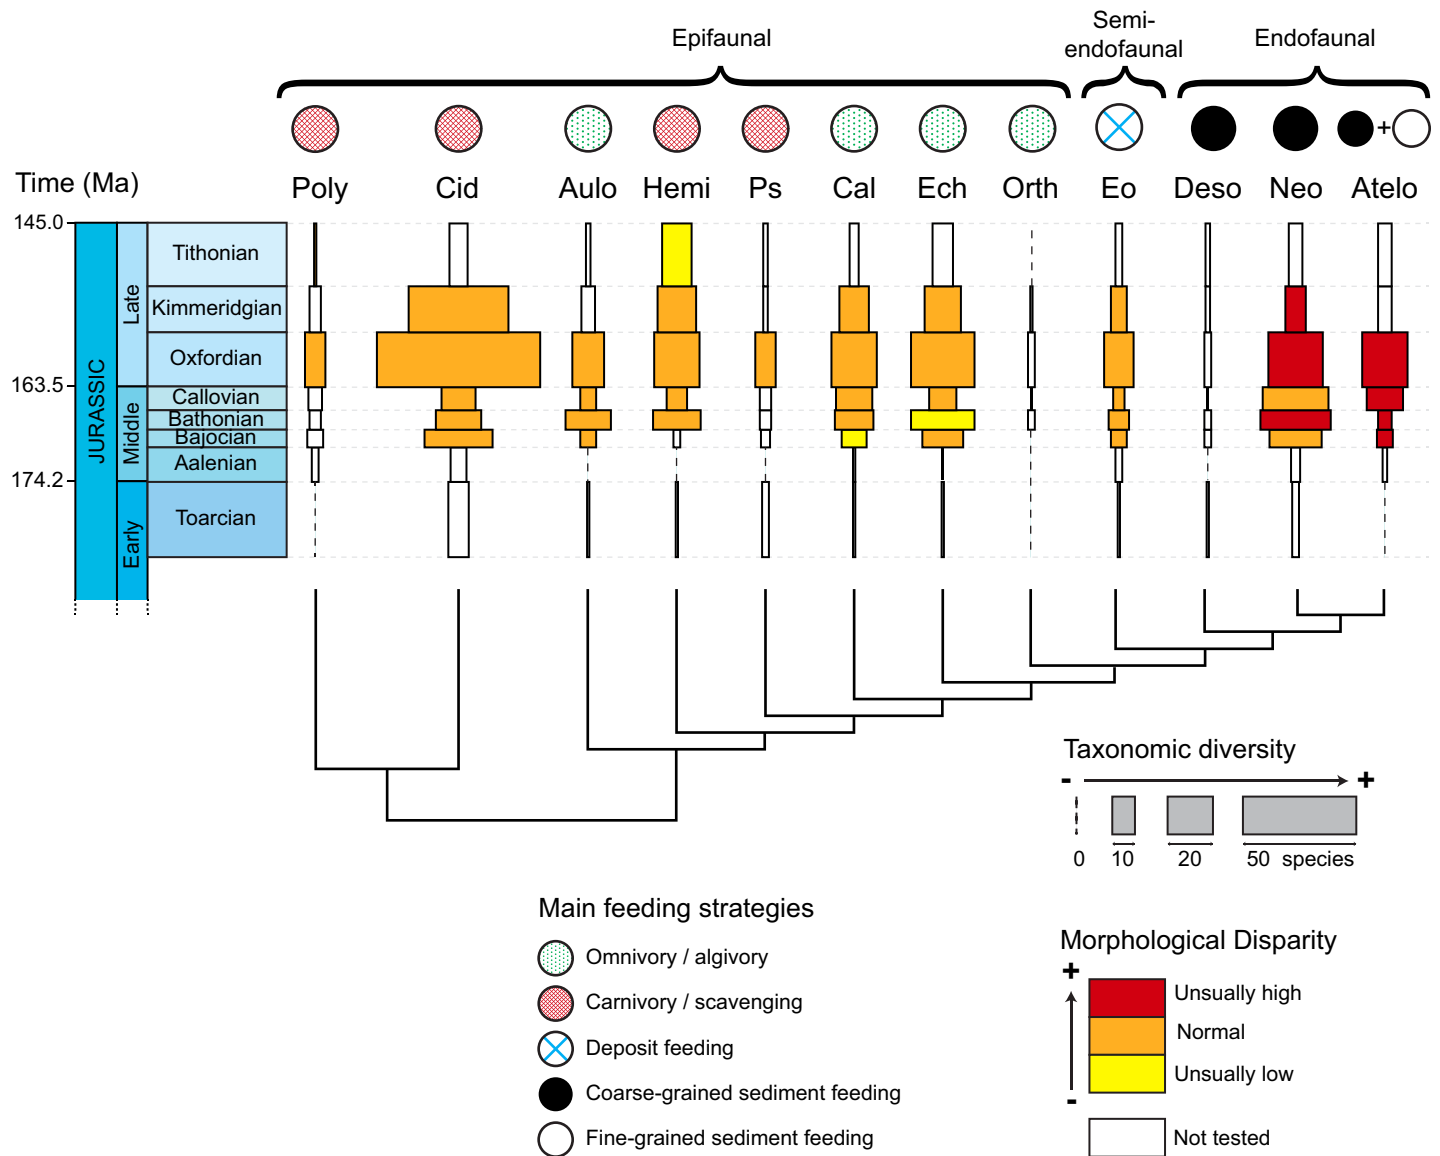 Epifaunal
Semi-
endofaunal
Endofaunal
+
Time (Ma)
Poly Cid Aulo Hemi Ps Cal Ech Orth Eo Deso Neo Atelo
145.0
163.5
174.2
JURASSIC
Late
Middle
Early
Tithonian
Kimmeridgian
Oxfordian
Callovian
Bathonian
Bajocian
Aalenian
Toarcian
Taxonomic diversity
- +
0 10 20 50 species
Main feeding strategies
Omnivory / algivory
Carnivory / scavenging
Deposit feeding
Coarse-grained sediment feeding
Fine-grained sediment feeding
Morphological Disparity
+
Unsually high
Normal
Unsually low
-
Not tested